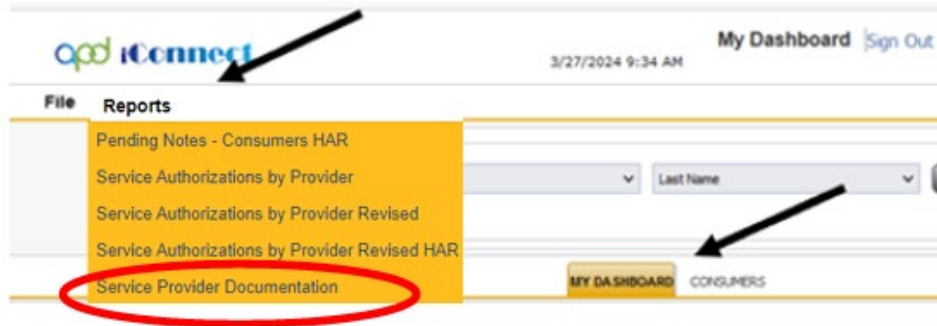 apd iConnect
My Dashboard Sign Out
3/27/2024 9:34 AM
File Reports
Pending Notes - Consumers HAR
Service Authorizations by Provider
Last Name
Service Authorizations by Provider Revised
Service Authorizations by Provider Revised HAR
Service Provider Documentation
MY DASHBOARD CONSUMERS